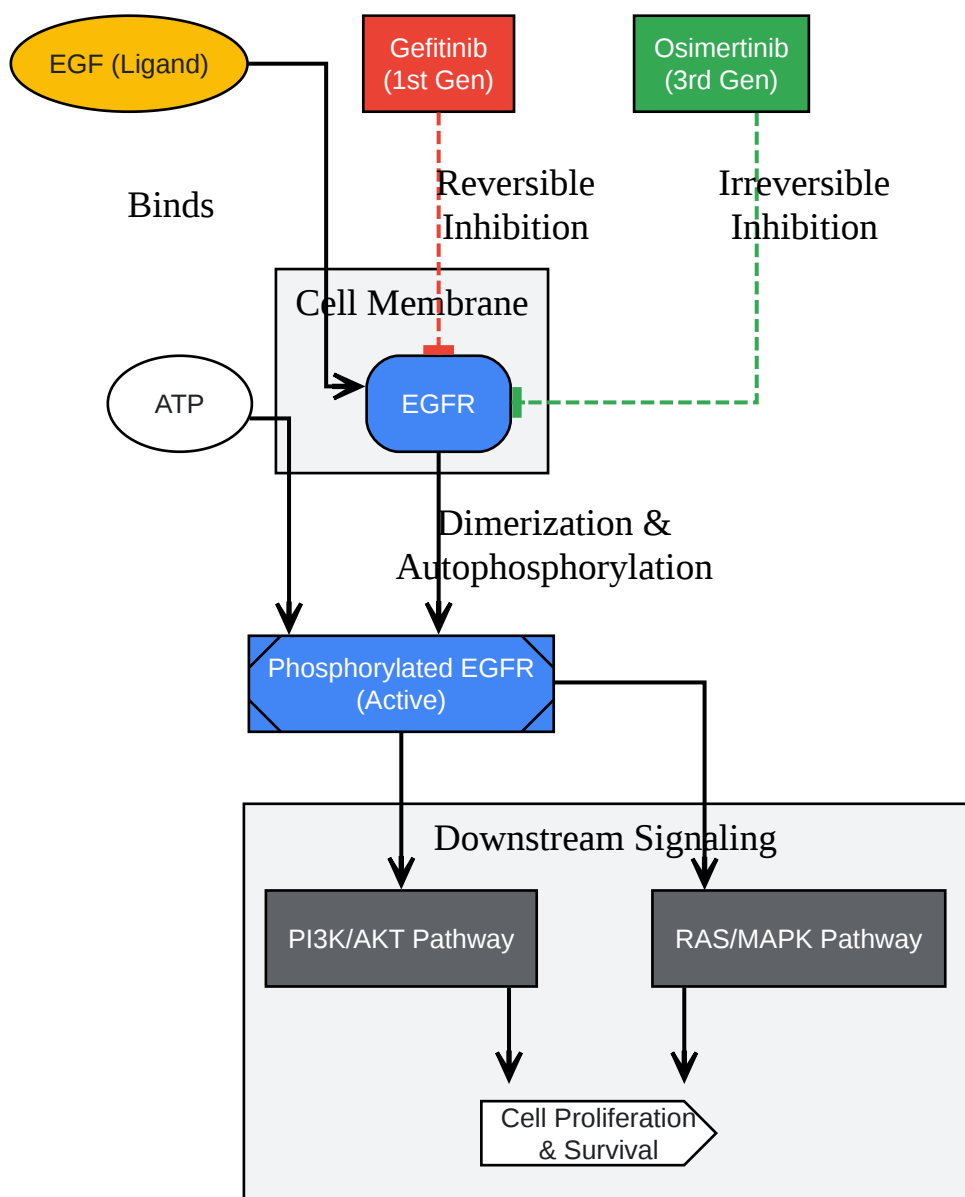 EGF (Ligand)
Gefitinib
(1st Gen)
Osimertinib
(3rd Gen)
Binds
Reversible
Inhibition
Irreversible
Inhibition
Cell Membrane
ATP
EGFR
Dimerization &
Autophosphorylation
Phosphorylated EGFR
(Active)
Downstream Signaling
PI3K/AKT Pathway
RAS/MAPK Pathway
Cell Proliferation
& Survival